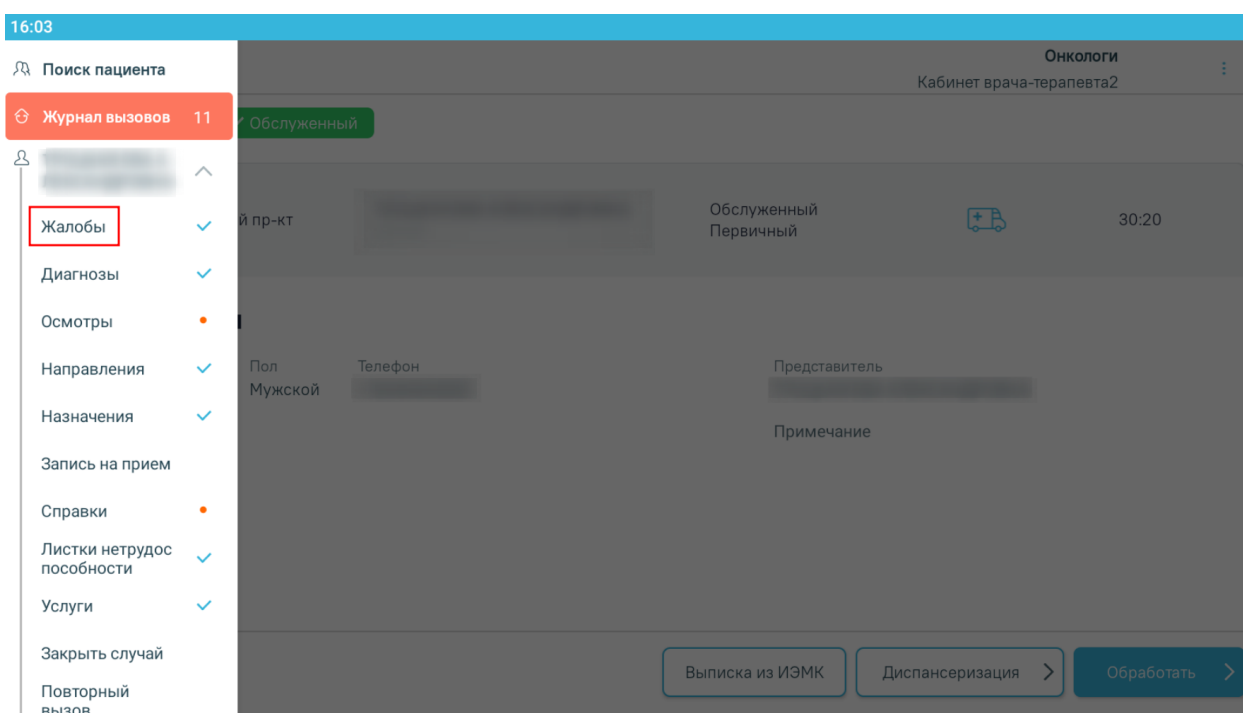 16:03
Поиск пациента
Журнал вызовов 11
Жалобы
Диагнозы
Осмотры
Направления
Назначения
Запись на прием
Справки
Листки нетрудос
пособности
Услуги
Закрыть случай
Повторный
вызов
Онкологи
Кабинет врача-терапевта2
Обслуженный
й пр-кт
Обслуженный
Первичный
30:20
Пол
Мужской
Телефон
Представитель
Примечание
Выписка из ИЭМК
Диспансеризация
Обработать